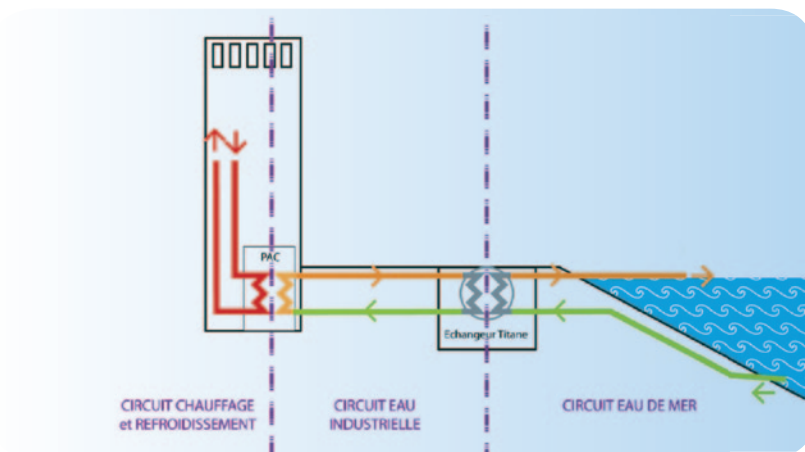 PAC
Echangeur Titane
CIRCUIT CHAUFFAGE
et REFROIDISSEMENT
CIRCUIT EAU
INDUSTRIELLE
CIRCUIT EAU DE MER